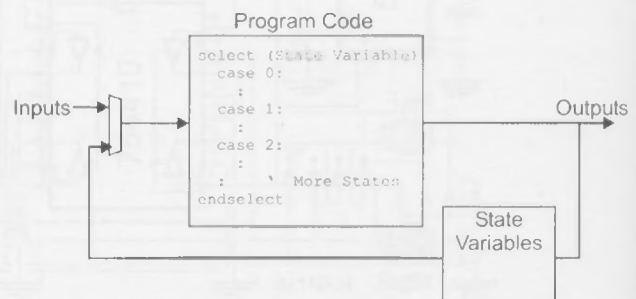 Program Code
select (State Variable)
case 0:
:
case 1:
:
case 2:
:
: ` More States
endselect
Inputs
Outputs
State
Variables